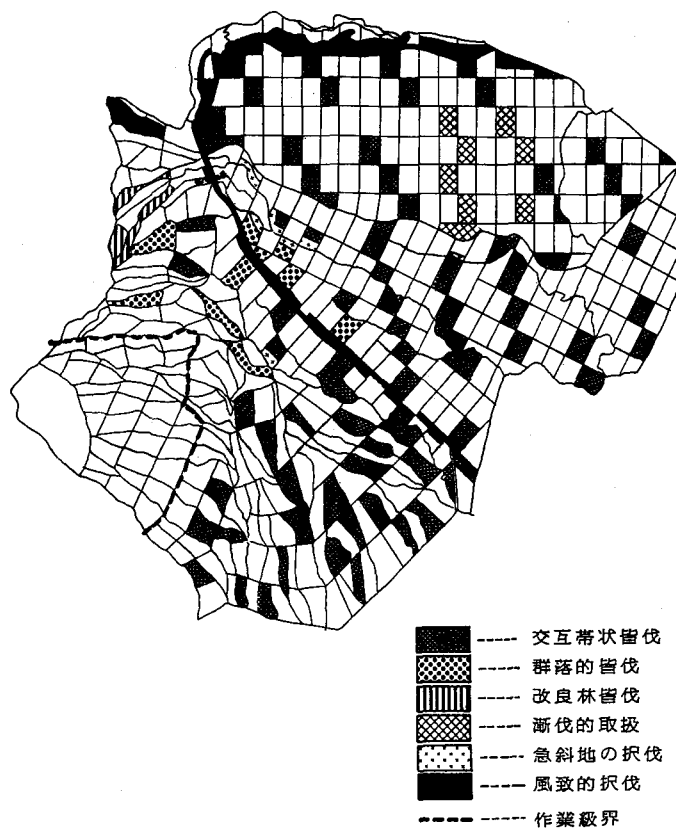 交互帯状皆伐
群落的皆伐
改良林皆伐
漸伐的取扱
急斜地の択伐
風致的択伐
作業級界